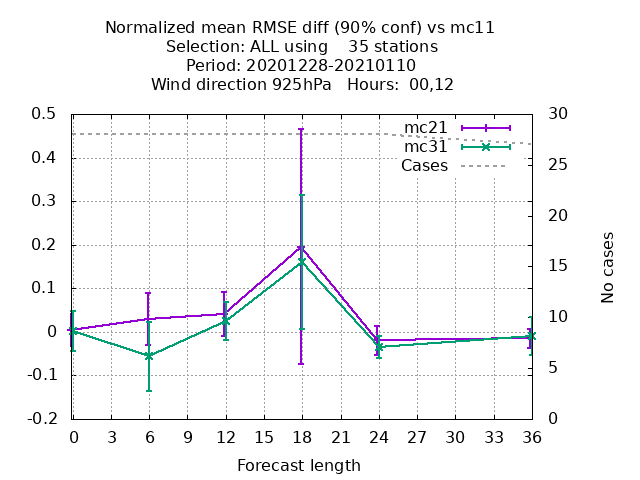 Normalized mean RMSE diff (90% conf) vs mc11
Selection: ALL using    35 stations
Period: 20201228-20210110
Wind direction 925hPa   Hours:  00,12
mc21
mc31
Cases
0.5
0.4
0.3
0.2
0.1
0
-0.1
-0.2
30
25
20
15
10
5
0
No cases
0 3 6 9 12 15 18 21 24 27 30 33 36
Forecast length